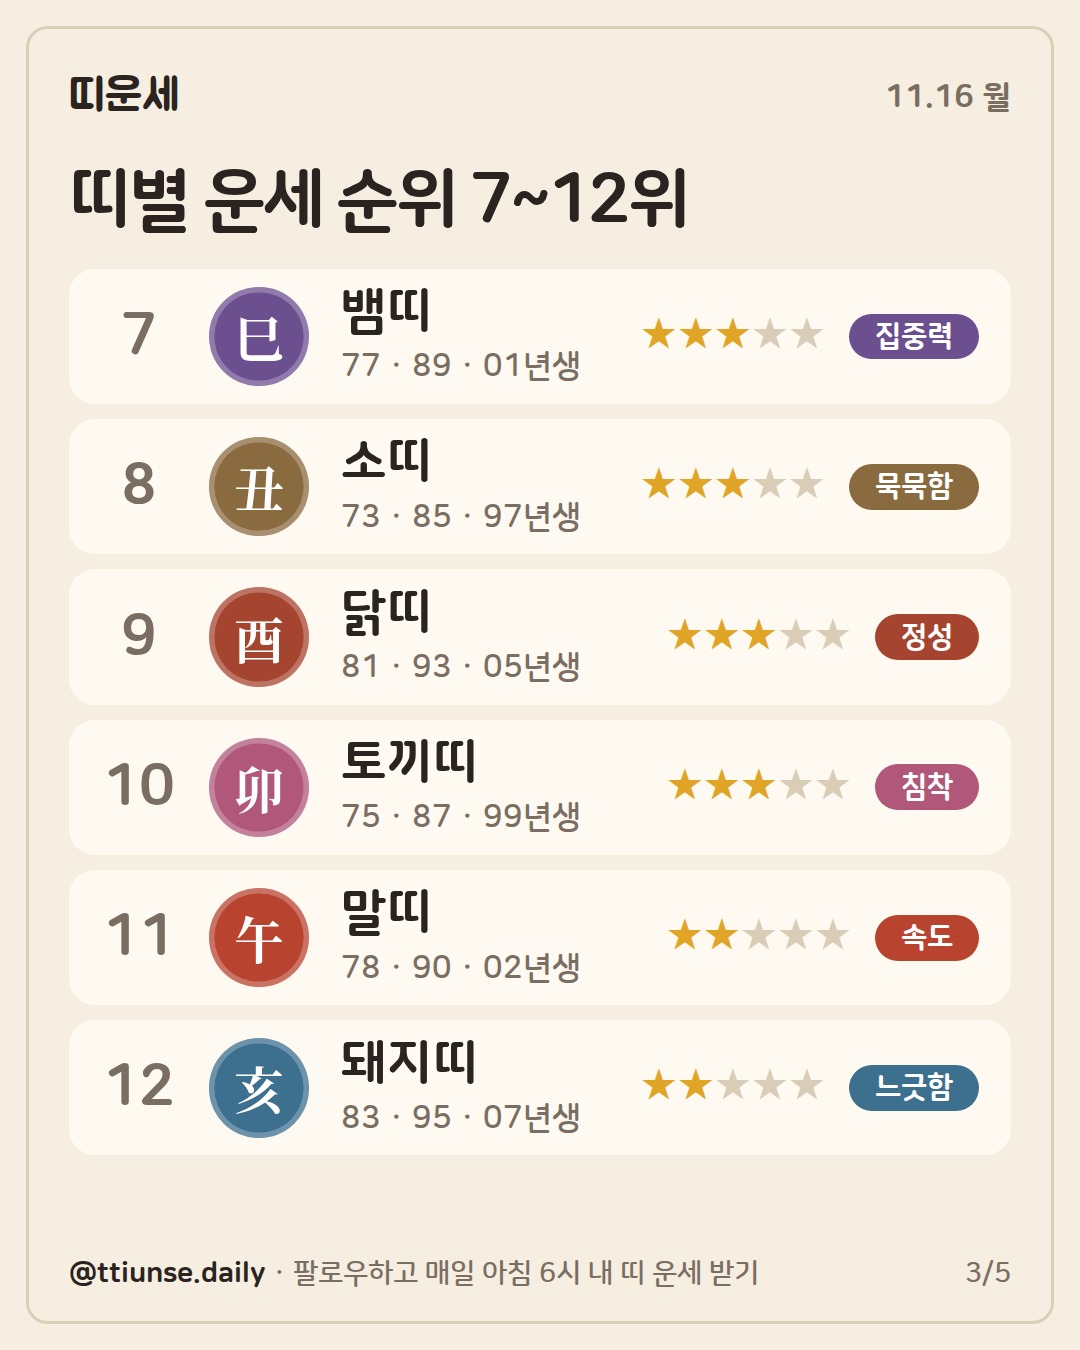 띠운세
11.16 월
띠별 운세 순위 7~12위
7
巳
뱀띠
77 · 89 · 01년생
★★★★★
집중력
8
丑
소띠
73 · 85 · 97년생
★★★★★
묵묵함
9
酉
닭띠
81 · 93 · 05년생
★★★★★
정성
10
卯
토끼띠
75 · 87 · 99년생
★★★★★
침착
11
午
말띠
78 · 90 · 02년생
★★★★★
속도
12
亥
돼지띠
83 · 95 · 07년생
★★★★★
느긋함
@ttiunse.daily · 팔로우하고 매일 아침 6시 내 띠 운세 받기
3/5